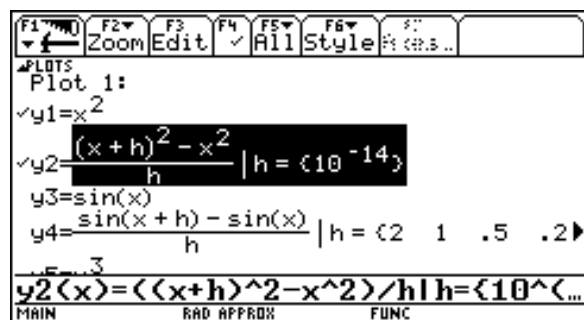 F1 F2 Zoom F3 Edit F4 ✓ F5 All F6 Style
PLOTS
Plot 1:
✓y1=x²
✓y2=((x + h)² - x²)/h | h = {10⁻¹⁴}
y3=sin(x)
y4=(sin(x + h) - sin(x))/h | h = {2 1 .5 .2▶
y2(x)=((x+h)^2-x^2)/h|h={10^(…
MAIN RAD APPROX FUNC